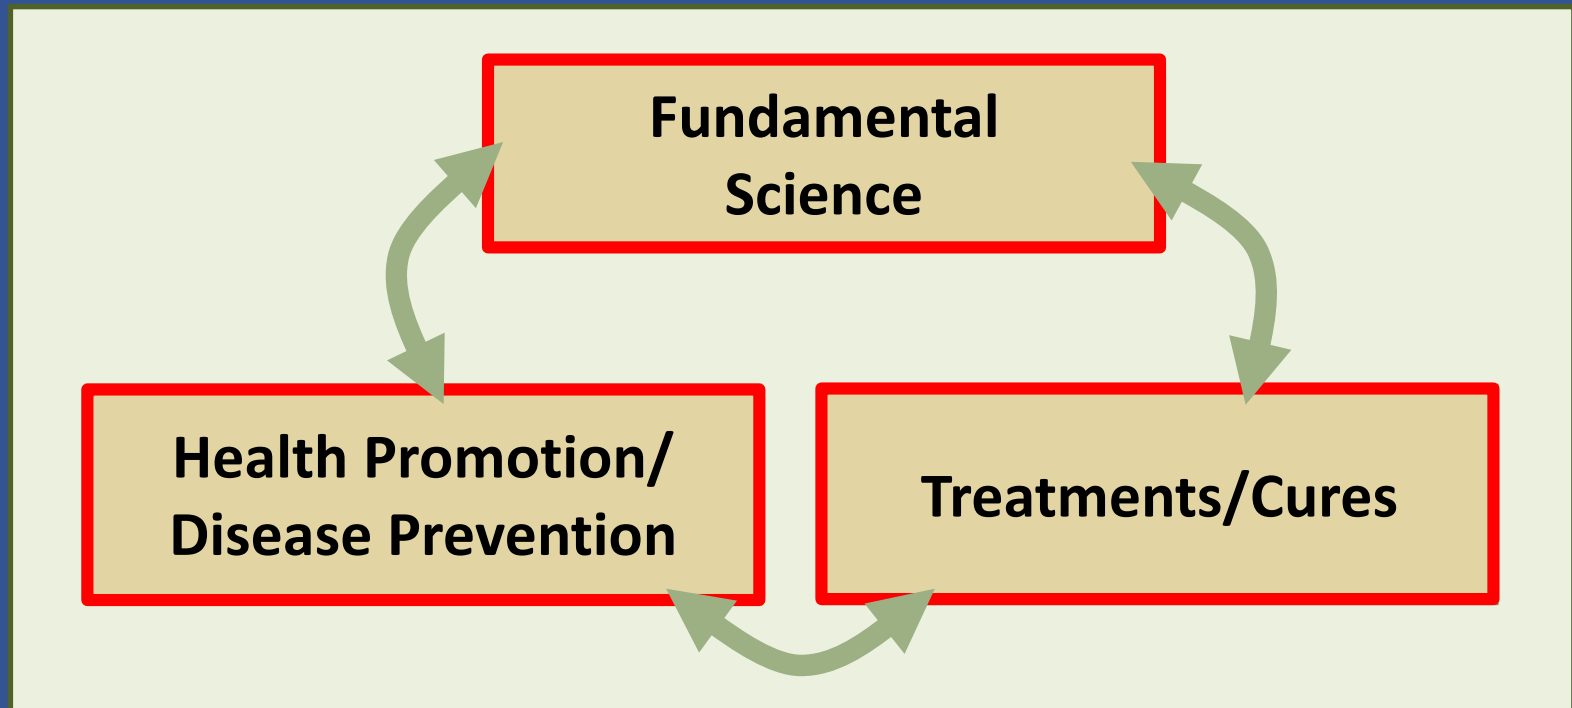 Fundamental
Science
Health Promotion/
Disease Prevention
Treatments/Cures